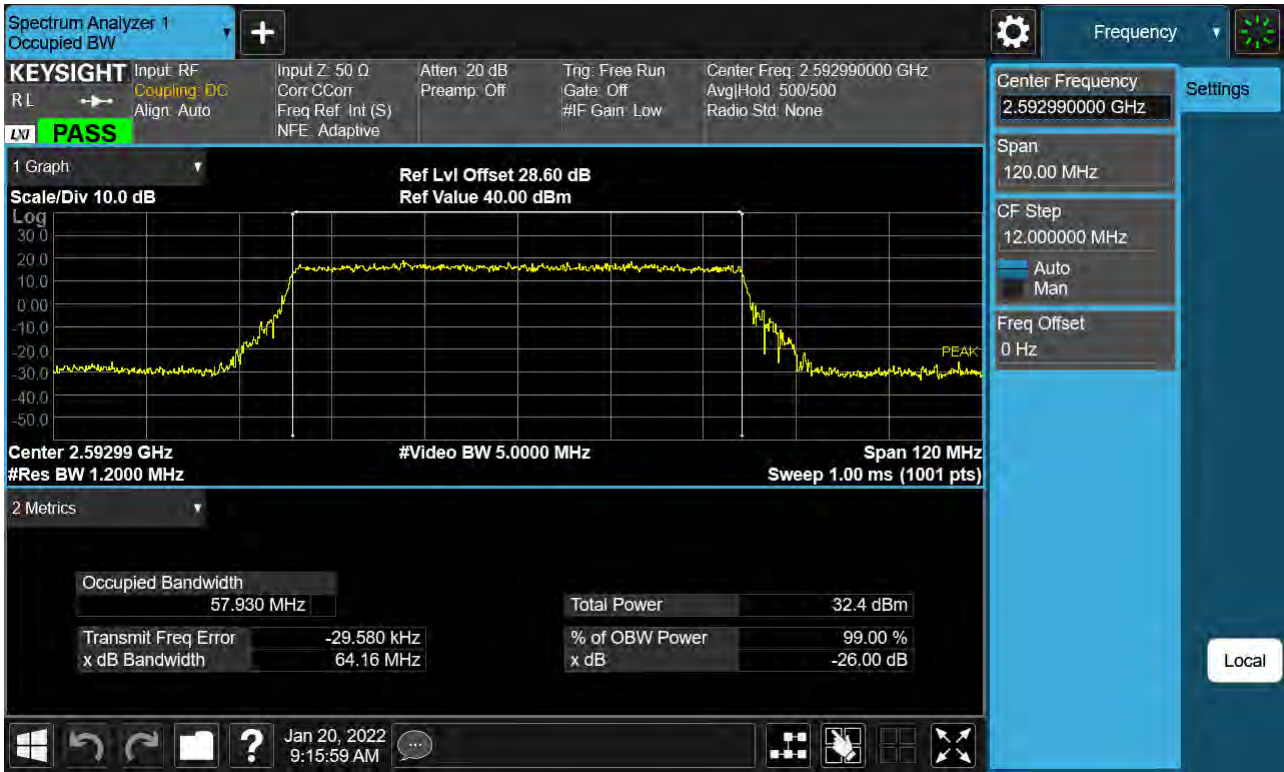 Spectrum Analyzer 1
Occupied BW
Frequency
KEYSIGHT
RL
LXI
PASS
Input: RF
Coupling: DC
Align: Auto
Input Z: 50 Ω
Corr CCorr
Freq Ref: Int (S)
NFE: Adaptive
Atten: 20 dB
Preamp: Off
Trig: Free Run
Gate: Off
#IF Gain: Low
Center Freq: 2.592990000 GHz
Avg|Hold: 500/500
Radio Std: None
1 Graph
Scale/Div 10.0 dB
Ref Lvl Offset 28.60 dB
Ref Value 40.00 dBm
Log
30.0
20.0
10.0
0.00
-10.0
-20.0
-30.0
-40.0
-50.0
PEAK
Center 2.59299 GHz
#Res BW 1.2000 MHz
#Video BW 5.0000 MHz
Span 120 MHz
Sweep 1.00 ms (1001 pts)
2 Metrics
Occupied Bandwidth
57.930 MHz
Transmit Freq Error -29.580 kHz
x dB Bandwidth 64.16 MHz
Total Power 32.4 dBm
% of OBW Power 99.00 %
x dB -26.00 dB
Center Frequency
2.592990000 GHz
Span
120.00 MHz
CF Step
12.000000 MHz
Auto
Man
Freq Offset
0 Hz
Settings
Local
?
Jan 20, 2022
9:15:59 AM